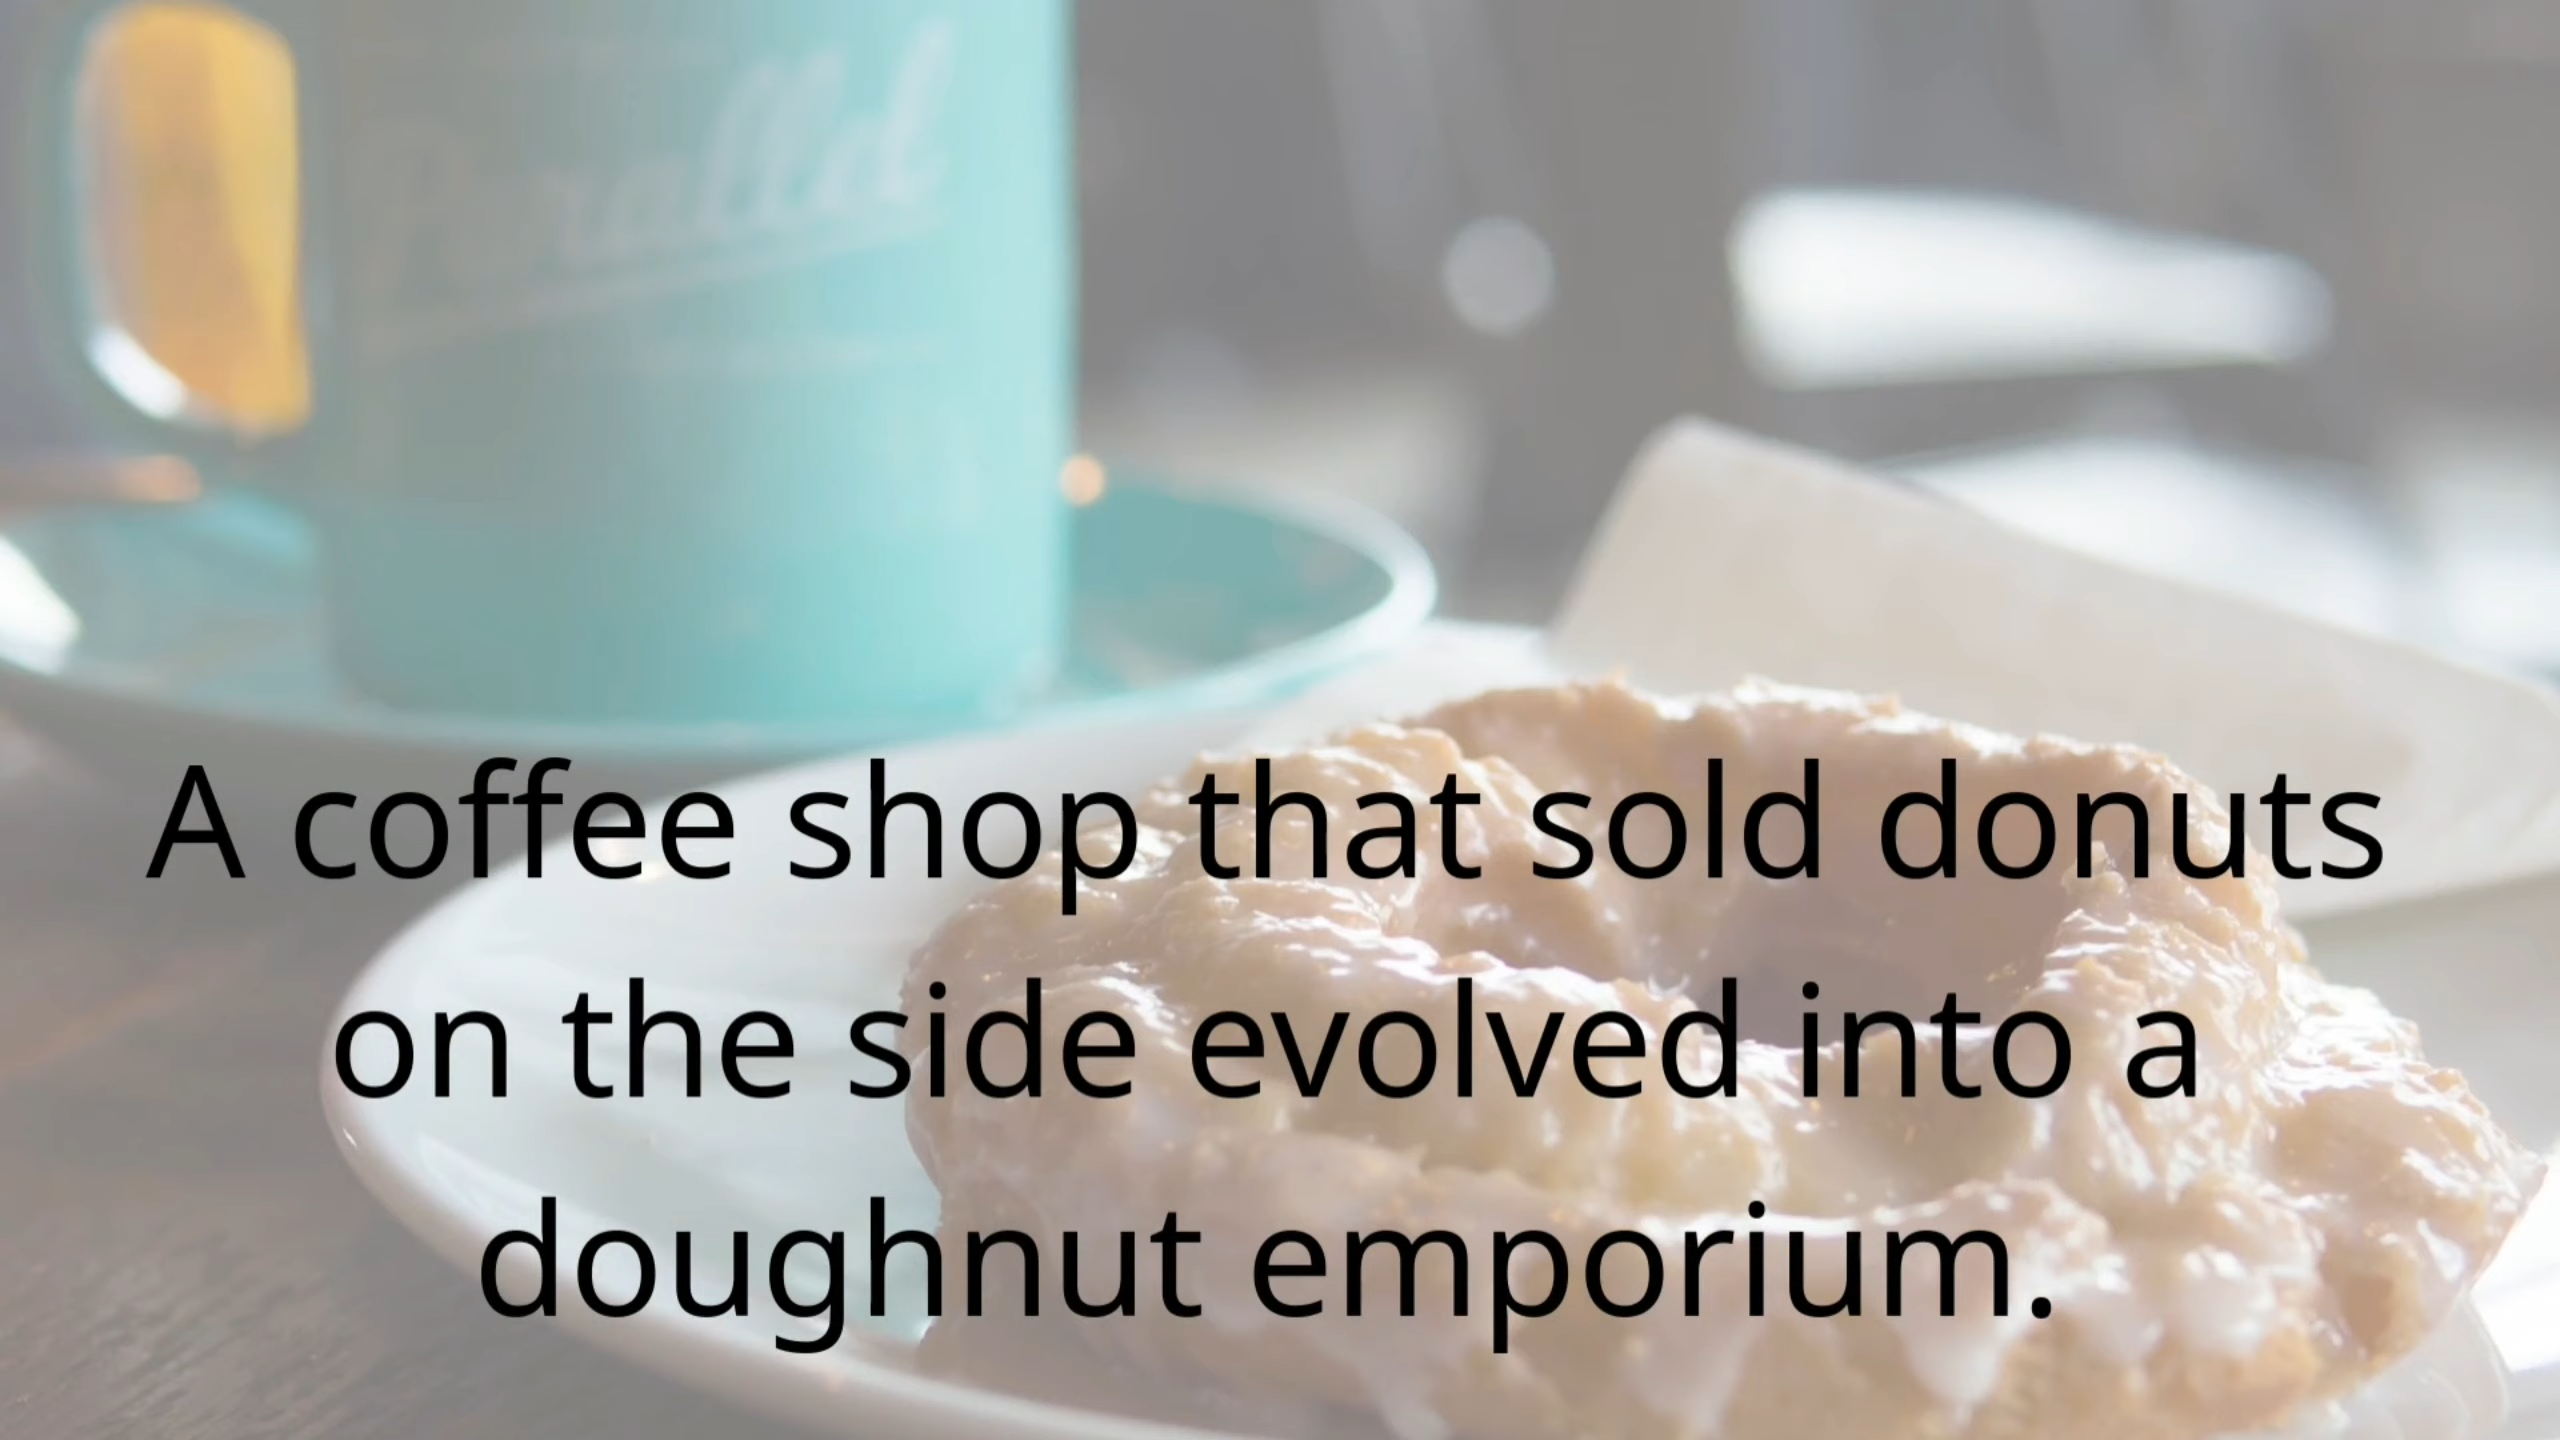 A coffee shop that sold donuts
on the side evolved into a
doughnut emporium.